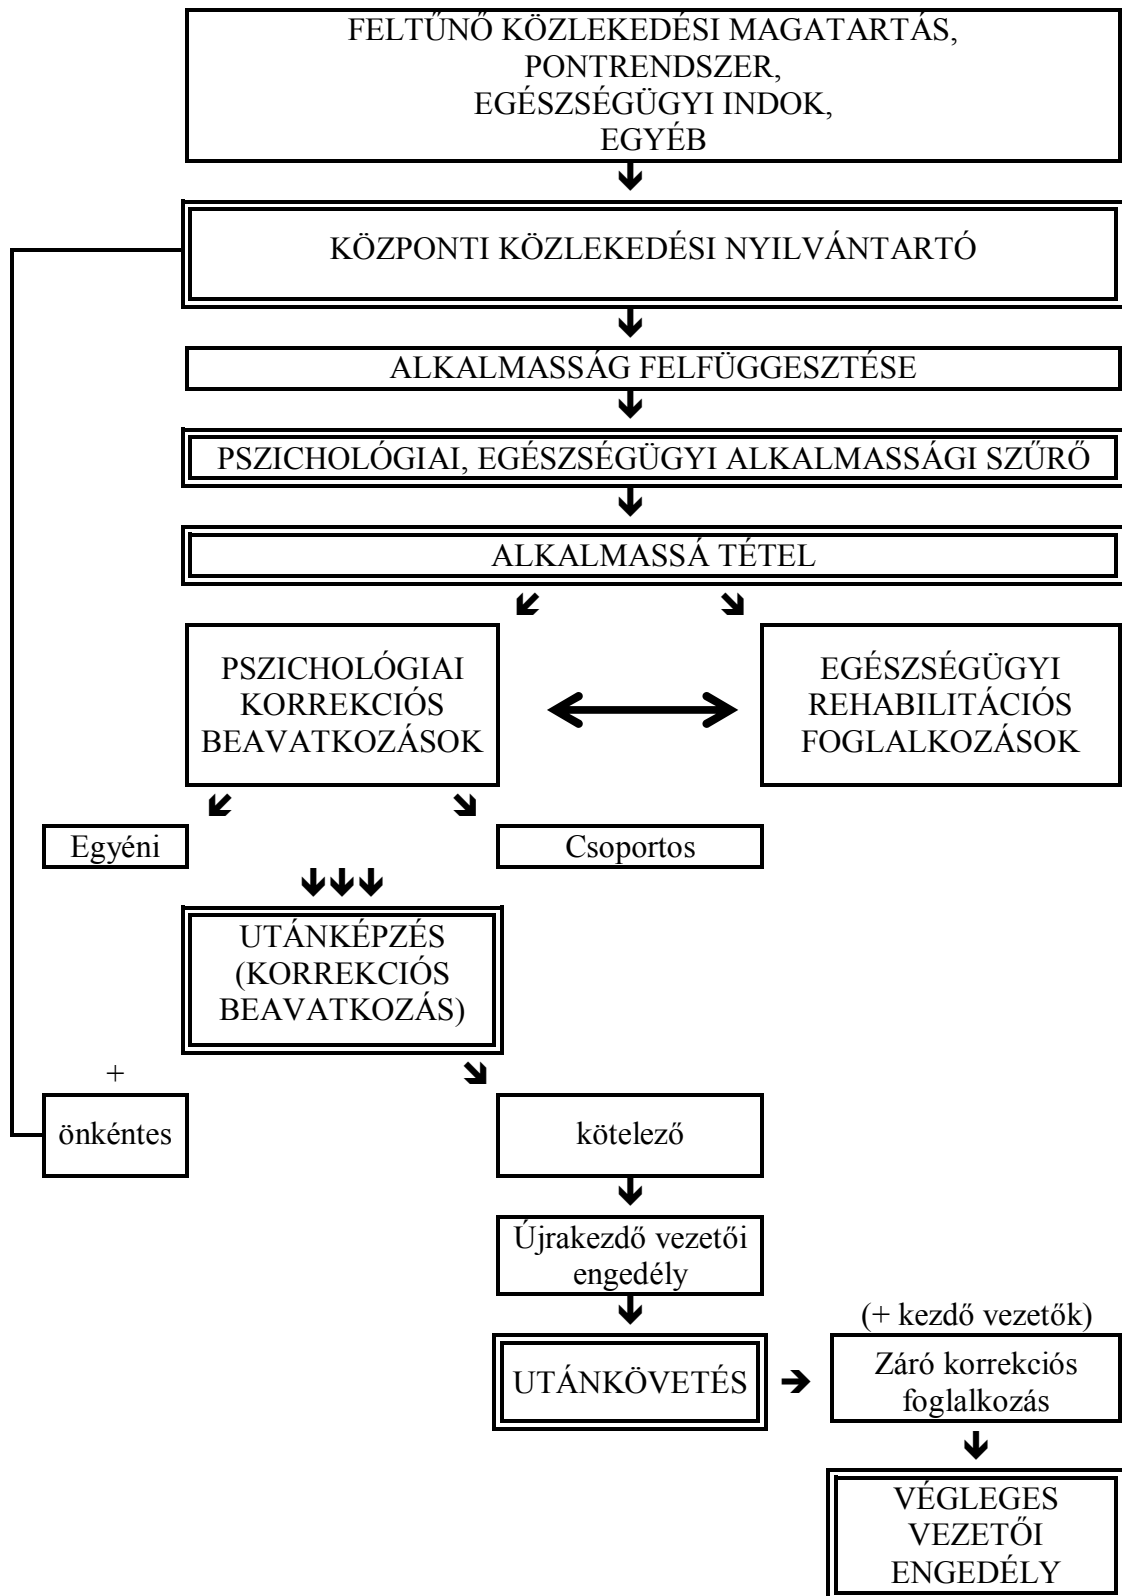 FELTŰNŐ KÖZLEKEDÉSI MAGATARTÁS,
PONTRENDSZER,
EGÉSZSÉGÜGYI INDOK,
EGYÉB
KÖZPONTI KÖZLEKEDÉSI NYILVÁNTARTÓ
ALKALMASSÁG FELFÜGGESZTÉSE
PSZICHOLÓGIAI, EGÉSZSÉGÜGYI ALKALMASSÁGI SZŰRŐ
ALKALMASSÁ TÉTEL
PSZICHOLÓGIAI
KORREKCIÓS
BEAVATKOZÁSOK
EGÉSZSÉGÜGYI
REHABILITÁCIÓS
FOGLALKOZÁSOK
Egyéni
Csoportos
UTÁNKÉPZÉS
(KORREKCIÓS
BEAVATKOZÁS)
+
önkéntes
kötelező
Újrakezdő vezetői
engedély
UTÁNKÖVETÉS
(+ kezdő vezetők)
Záró korrekciós
foglalkozás
VÉGLEGES
VEZETŐI
ENGEDÉLY